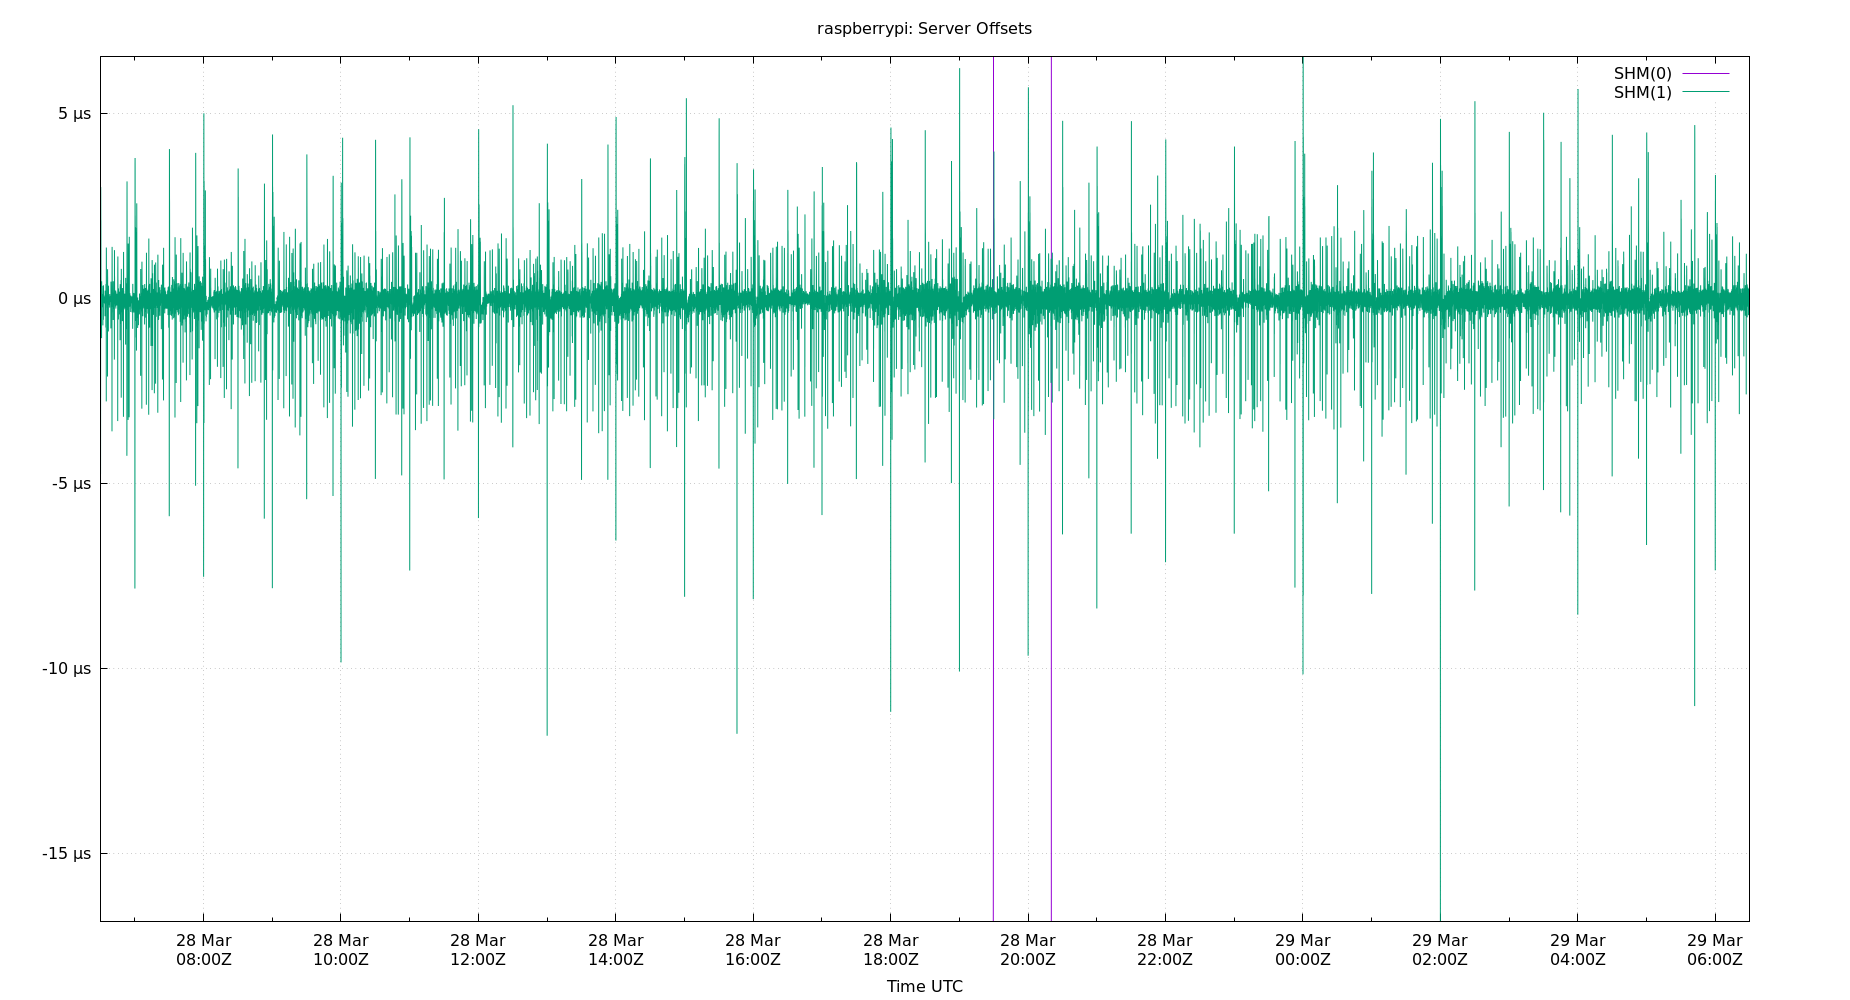 raspberrypi: Server Offsets
SHM(0)
SHM(1)
5 µs
0 µs
-5 µs
-10 µs
-15 µs
28 Mar 28 Mar 28 Mar 28 Mar 28 Mar 28 Mar 28 Mar 28 Mar 29 Mar 29 Mar 29 Mar 29 Mar
08:00Z 10:00Z 12:00Z 14:00Z 16:00Z 18:00Z 20:00Z 22:00Z 00:00Z 02:00Z 04:00Z 06:00Z
Time UTC